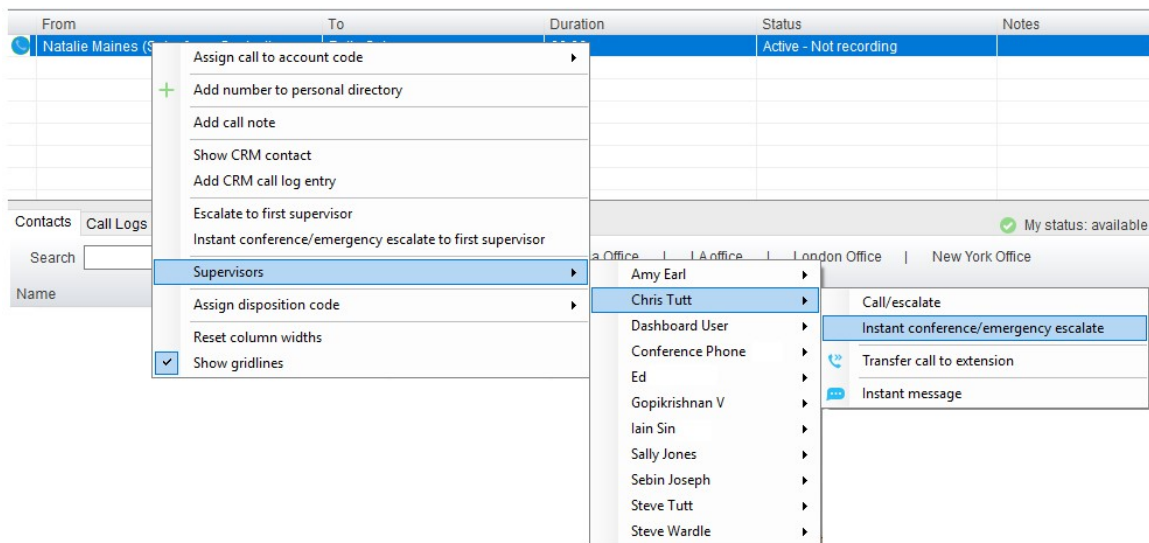 From To Duration Status Notes
Natalie Maines Active - Not recording
Assign call to account code
Add number to personal directory
Add call note
Show CRM contact
Add CRM call log entry
Escalate to first supervisor
Instant conference/emergency escalate to first supervisor
Contacts Call Logs My status: available
Search Office | LA office | London Office | New York Office
Name
Supervisors
Assign disposition code
Reset column widths
Show gridlines
Amy Earl
Chris Tutt
Dashboard User
Conference Phone
Ed
Gopikrishnan V
Iain Sin
Sally Jones
Sebin Joseph
Steve Tutt
Steve Wardle
Call/escalate
Instant conference/emergency escalate
Transfer call to extension
Instant message